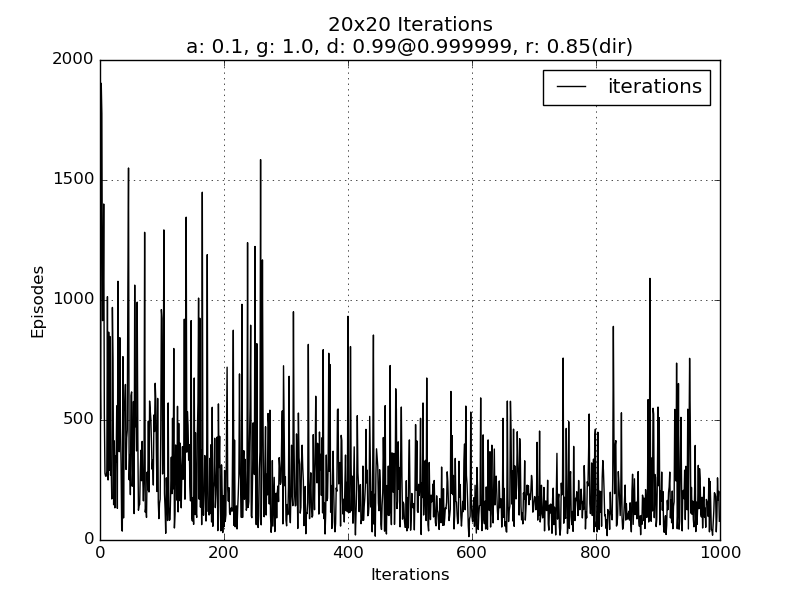 20x20 Iterations
a: 0.1, g: 1.0, d: 0.99@0.999999, r: 0.85(dir)
iterations
2000
1500
1000
500
0
Episodes
0 200 400 600 800 1000
Iterations